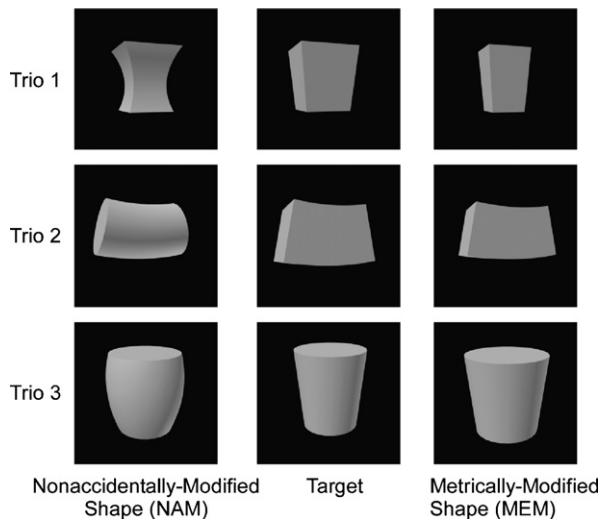 Trio 1
Trio 2
Trio 3
Nonaccidentally-Modified
Shape (NAM)
Target
Metrically-Modified
Shape (MEM)